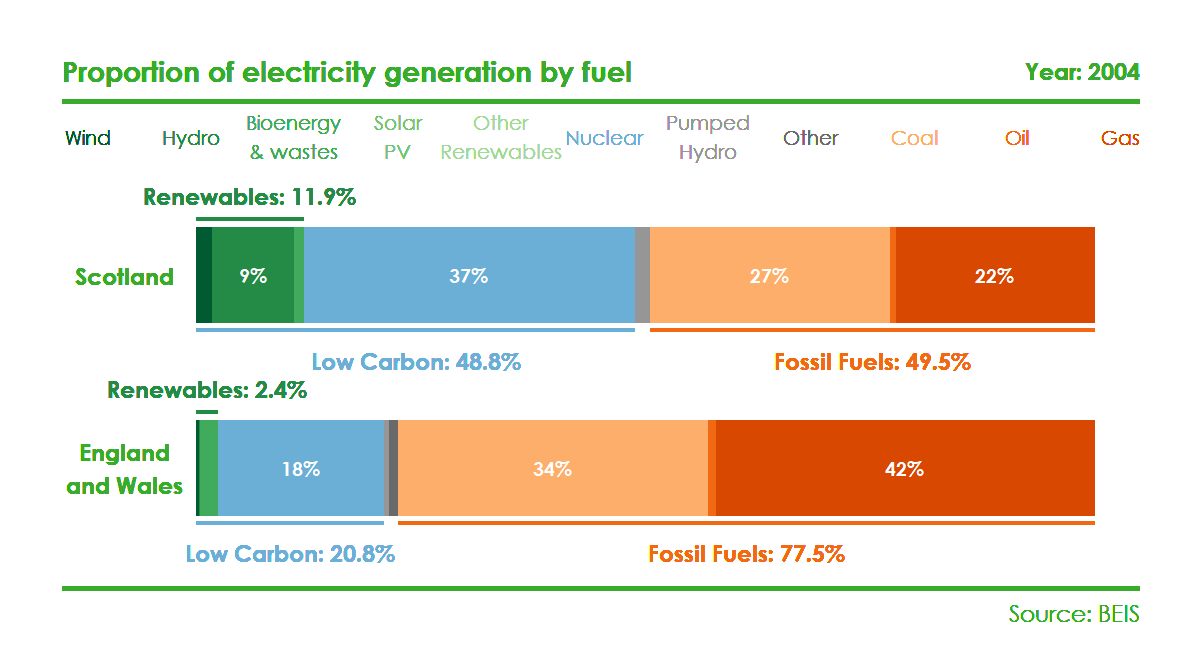 Proportion of electricity generation by fuel
Year: 2004
Wind
Hydro
Bioenergy
& wastes
Solar
PV
Other
Renewables
Nuclear
Pumped
Hydro
Other
Coal
Oil
Gas
Renewables: 11.9%
Scotland
9%
37%
27%
22%
Low Carbon: 48.8%
Fossil Fuels: 49.5%
Renewables: 2.4%
England
and Wales
18%
34%
42%
Low Carbon: 20.8%
Fossil Fuels: 77.5%
Source: BEIS